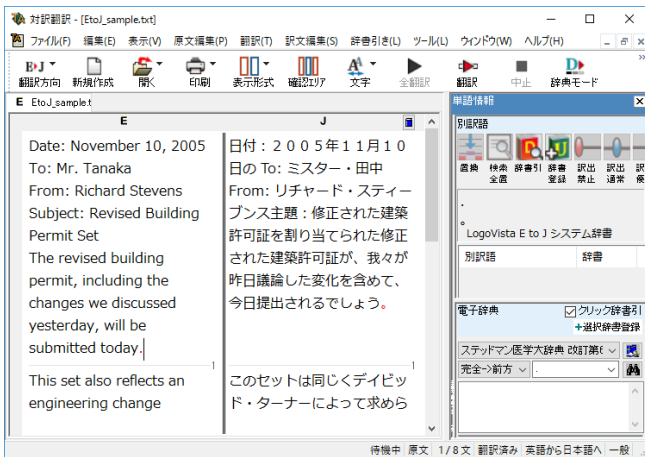 対訳翻訳 - [EtoJ_sample.txt]
ファイル(F) 編集(E) 表示(V) 原文編集(P) 翻訳(T) 訳文編集(S) 辞書引き(L) ツール(L) ウインドウ(W) ヘルプ(H)
翻訳方向 新規作成 開く 印刷 表示形式 確認エリア 文字 全翻訳 翻訳 中止 辞典モード
E EtoJ_sample.t
単語情報
E
J
Date: November 10, 2005
To: Mr. Tanaka
From: Richard Stevens
Subject: Revised Building
Permit Set
The revised building
permit, including the
changes we discussed
yesterday, will be
submitted today.
1
This set also reflects an
engineering change
日付：２００５年１１月１０
日の To: ミスター・田中
From: リチャード・スティー
ブンス主題：修正された建築
許可証を割り当てられた修正
された建築許可証が、我々が
昨日議論した変化を含めて、
今日提出されるでしょう。
1
このセットは同じくデイビッ
ド・ターナーによって求めら
別訳語
置換 検索 辞書引 辞書 訳出 訳出 訳
全置 登録 禁止 通常 優
.
。
LogoVista E to J システム辞書
別訳語 辞書
電子辞典 クリック辞書引
+選択辞書登録
ステッドマン医学大辞典 改訂第6
完全->前方 .
待機中 原文 1/8文 翻訳済み 英語から日本語へ 一般